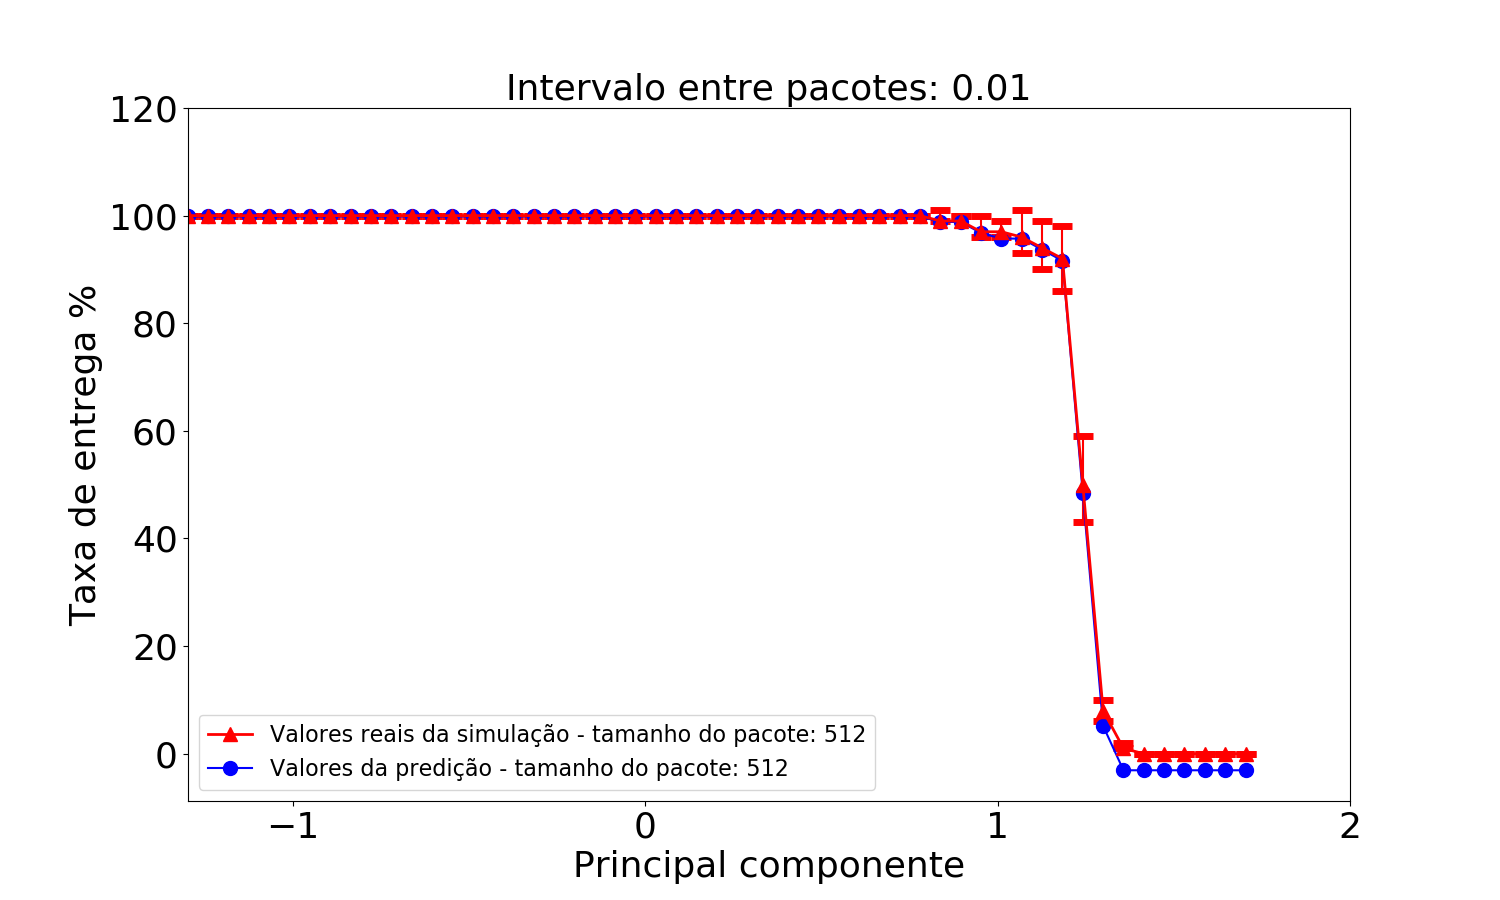 Intervalo entre pacotes: 0.01
120
100
80
60
40
20
0
Taxa de entrega %
Valores reais da simulação - tamanho do pacote: 512
Valores da predição - tamanho do pacote: 512
−1 0 1 2
Principal componente